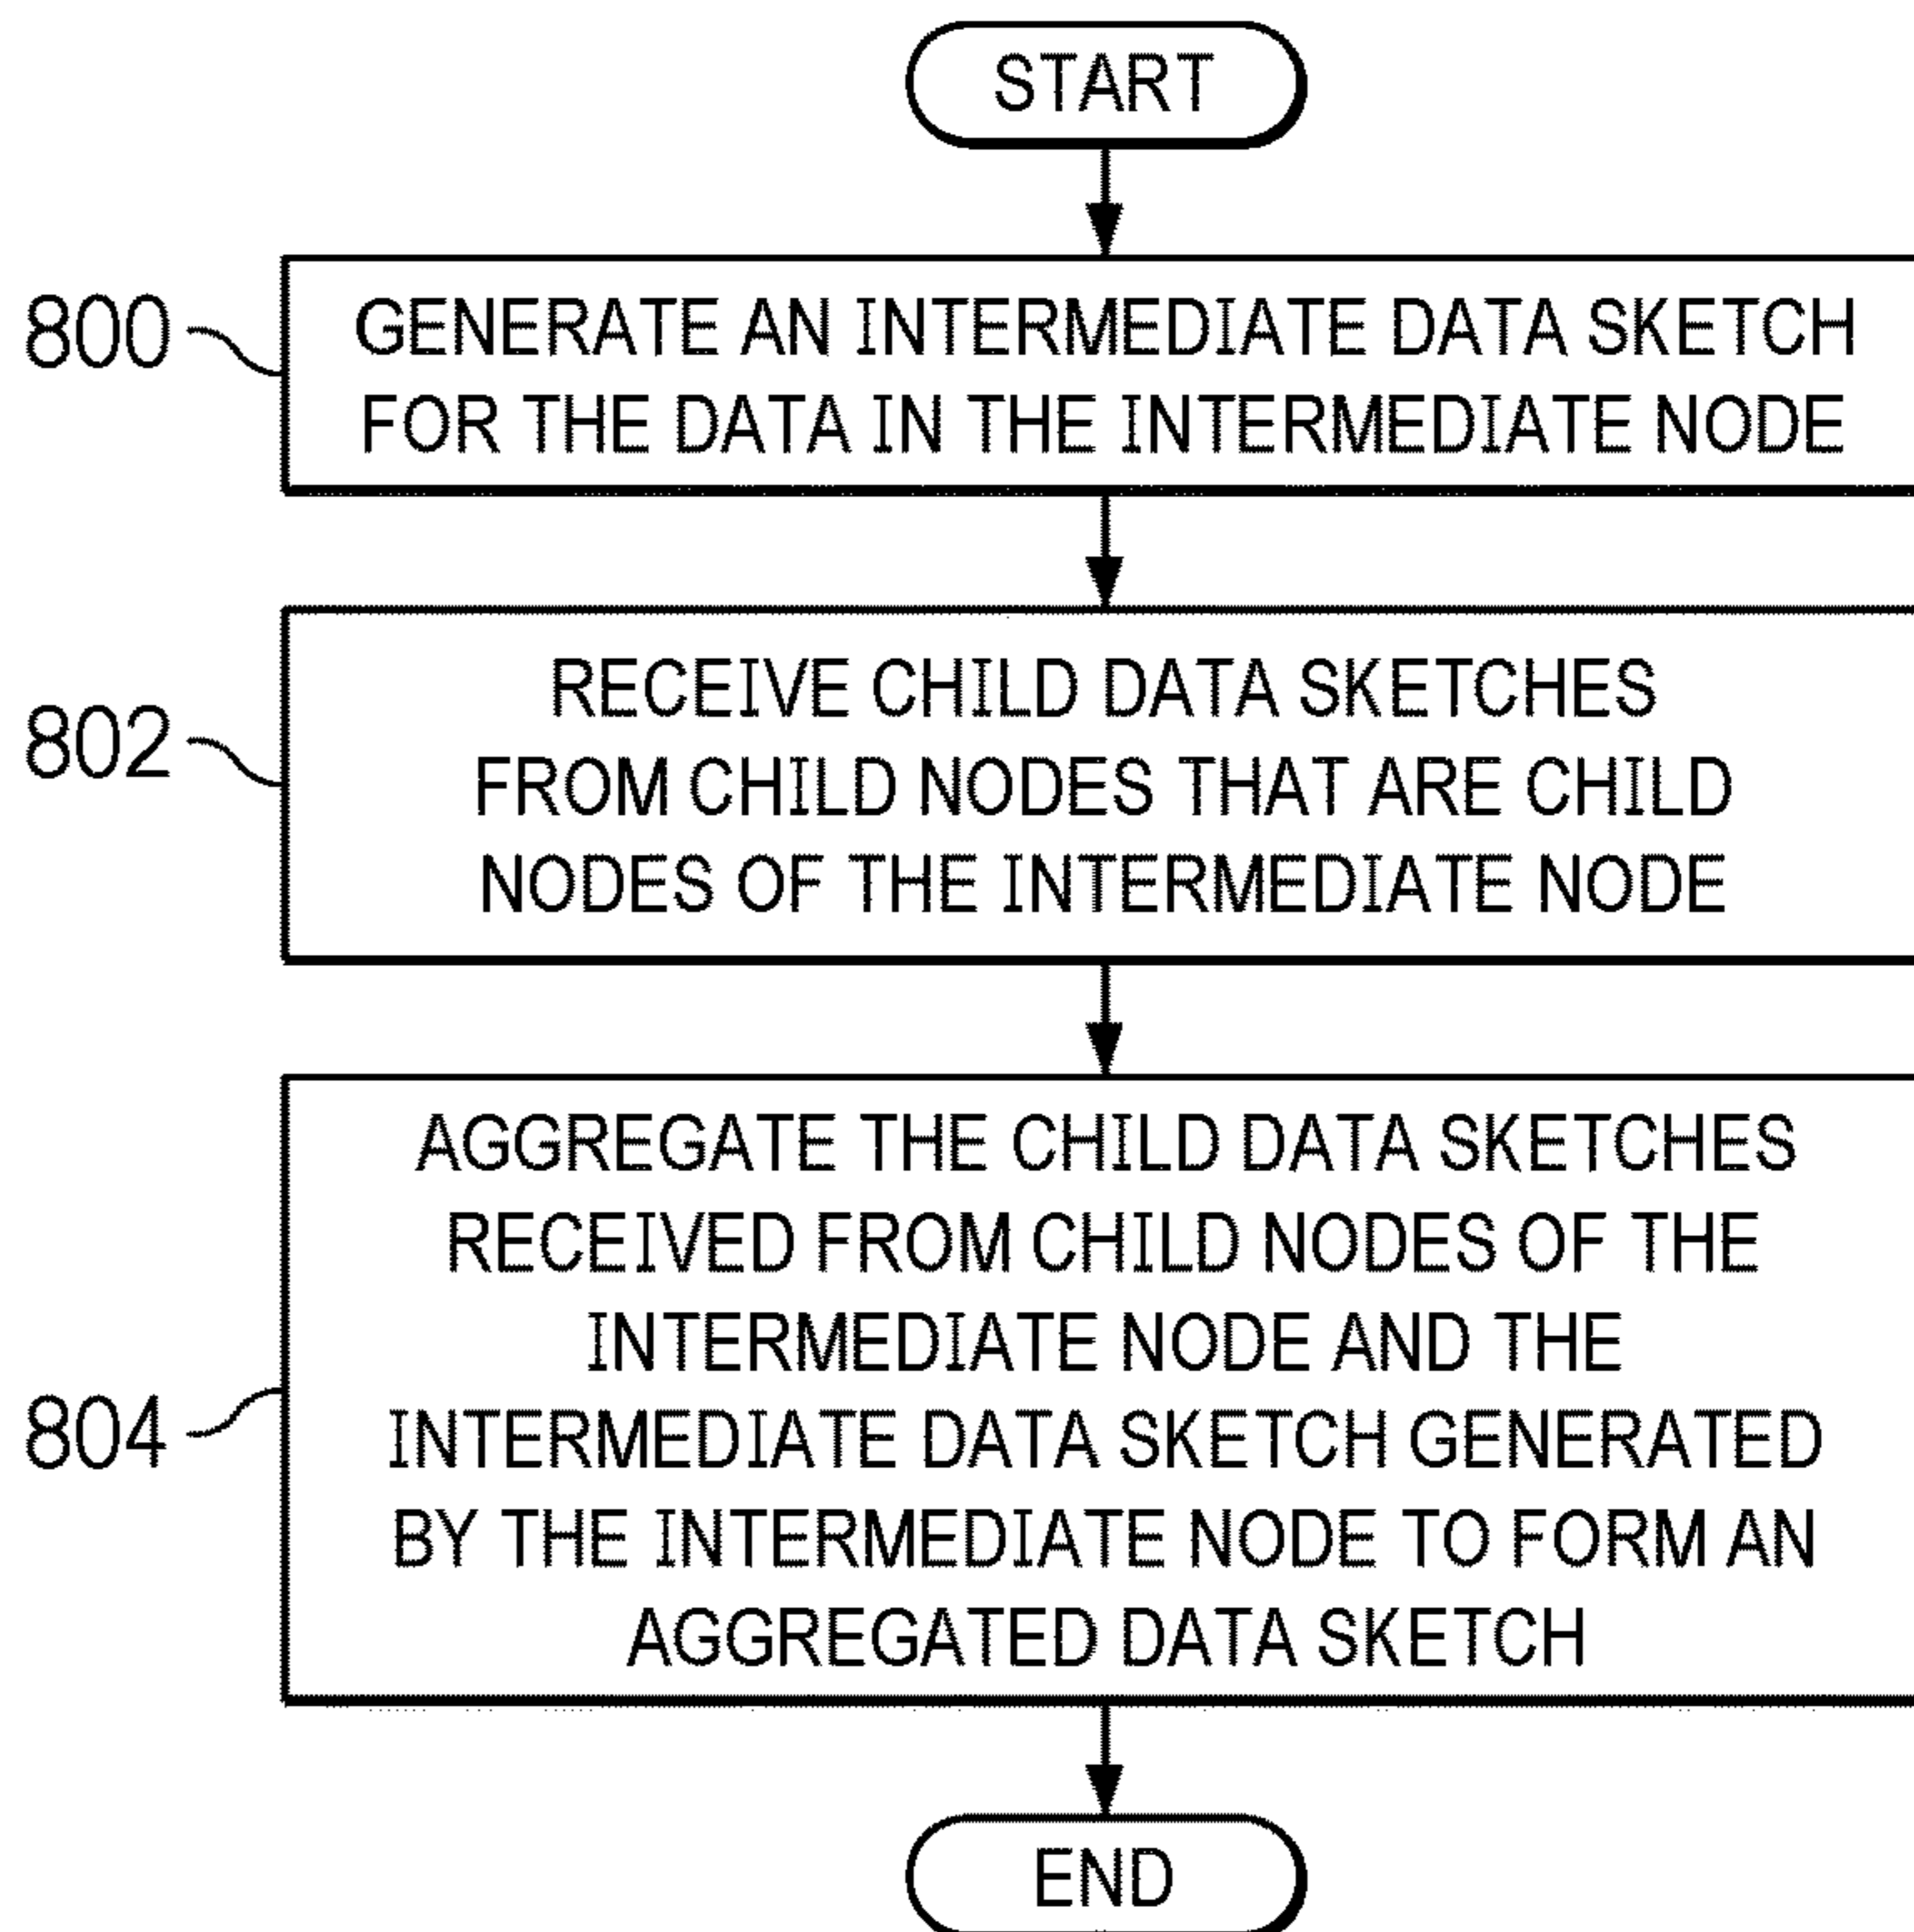 START
800
GENERATE AN INTERMEDIATE DATA SKETCH
FOR THE DATA IN THE INTERMEDIATE NODE
802
RECEIVE CHILD DATA SKETCHES
FROM CHILD NODES THAT ARE CHILD
NODES OF THE INTERMEDIATE NODE
804
AGGREGATE THE CHILD DATA SKETCHES
RECEIVED FROM CHILD NODES OF THE
INTERMEDIATE NODE AND THE
INTERMEDIATE DATA SKETCH GENERATED
BY THE INTERMEDIATE NODE TO FORM AN
AGGREGATED DATA SKETCH
END